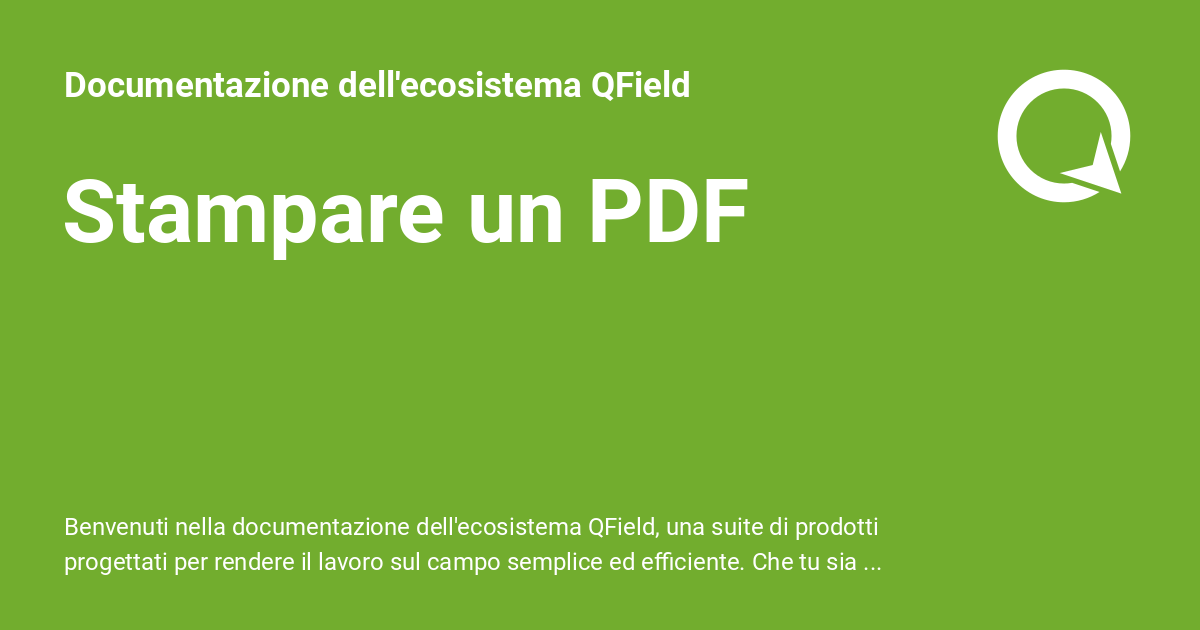 Documentazione dell'ecosistema QField
Stampare un PDF
Benvenuti nella documentazione dell'ecosistema QField, una suite di prodotti
progettati per rendere il lavoro sul campo semplice ed efficiente. Che tu sia ...